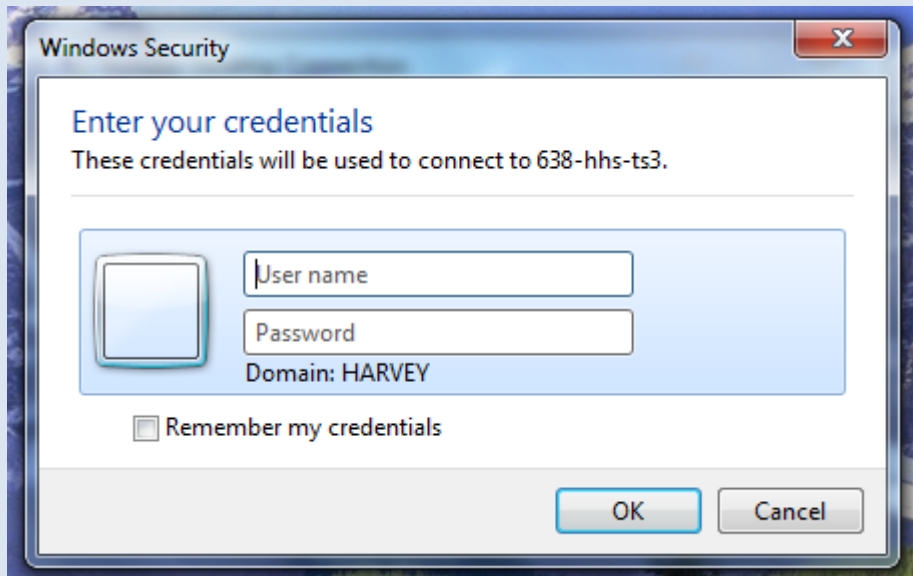 Windows Security
Enter your credentials
These credentials will be used to connect to 638-hhs-ts3.
User name
Password
Domain: HARVEY
Remember my credentials
OK
Cancel